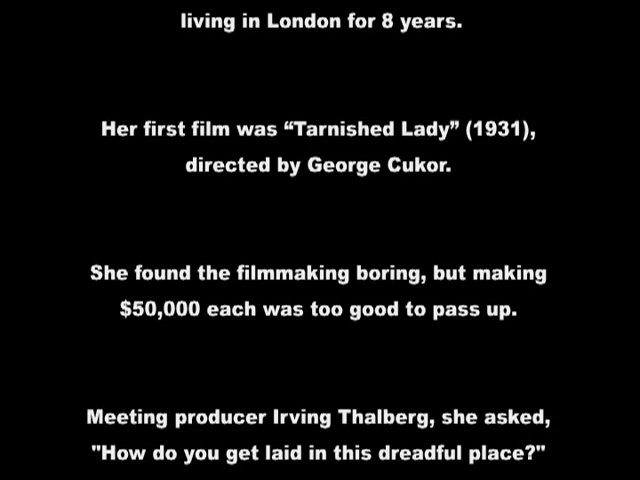 living in London for 8 years.
Her first film was “Tarnished Lady” (1931),
directed by George Cukor.
She found the filmmaking boring, but making
$50,000 each was too good to pass up.
Meeting producer Irving Thalberg, she asked,
"How do you get laid in this dreadful place?"